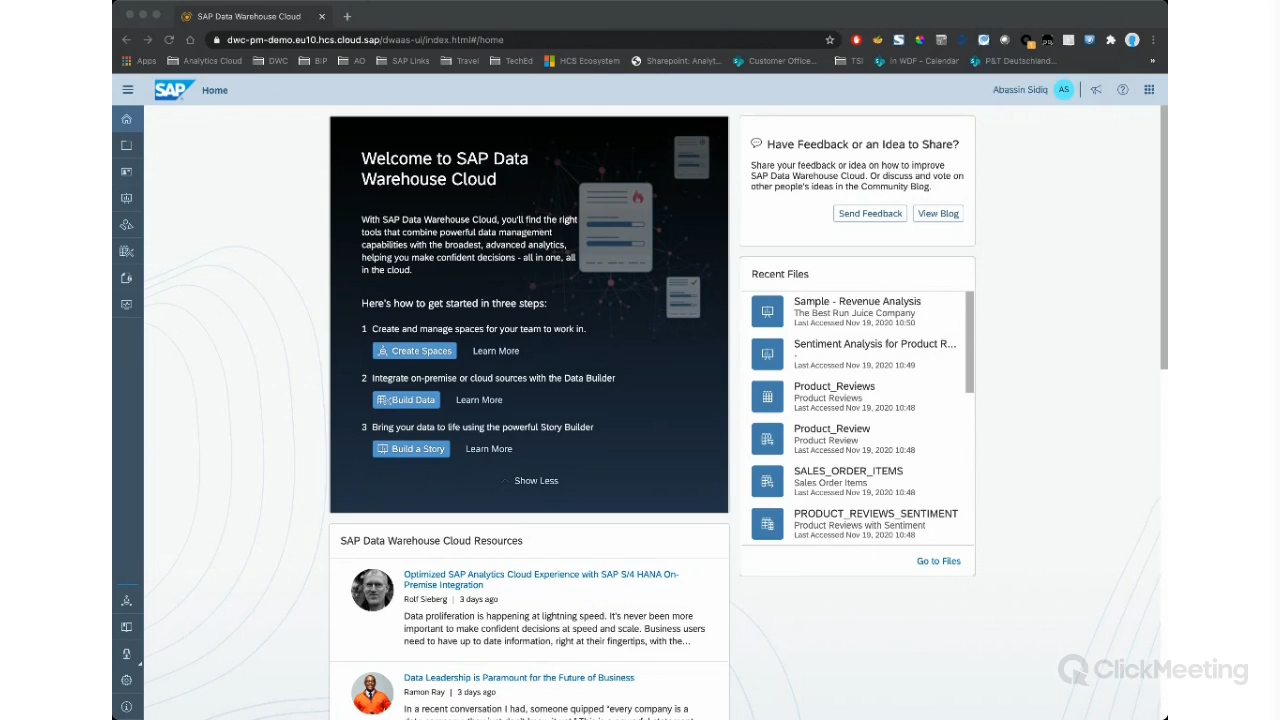 SAP Data Warehouse Cloud
dwc-pm-demo.eu10.hcs.cloud.sap/dwaas-ui/index.html#/home
Apps
Analytics Cloud
DWC
BIP
AO
SAP Links
Travel
TechEd
HCS Ecosystem
Sharepoint: Analyt...
Customer Office...
TSI
in WDF - Calendar
P&T Deutschland...
»
SAP
Home
Abassin Sidiq
AS
Welcome to SAP Data
Warehouse Cloud
With SAP Data Warehouse Cloud, you'll find the right
tools that combine powerful data management
capabilities with the broadest, advanced analytics,
helping you make confident decisions - all in one, all
in the cloud.
Here's how to get started in three steps:
1 Create and manage spaces for your team to work in.
Create Spaces
Learn More
2 Integrate on-premise or cloud sources with the Data Builder
Build Data
Learn More
3 Bring your data to life using the powerful Story Builder
Build a Story
Learn More
Show Less
Have Feedback or an Idea to Share?
Share your feedback or idea on how to improve
SAP Data Warehouse Cloud. Or discuss and vote on
other people's ideas in the Community Blog.
Send Feedback
View Blog
Recent Files
Sample - Revenue Analysis
The Best Run Juice Company
Last Accessed Nov 19, 2020 10:50
Sentiment Analysis for Product R...
-
Last Accessed Nov 19, 2020 10:49
Product_Reviews
Product Reviews
Last Accessed Nov 19, 2020 10:48
Product_Review
Product Review
Last Accessed Nov 19, 2020 10:48
SALES_ORDER_ITEMS
Sales Order Items
Last Accessed Nov 19, 2020 10:48
PRODUCT_REVIEWS_SENTIMENT
Product Reviews with Sentiment
Last Accessed Nov 19, 2020 10:48
Go to Files
SAP Data Warehouse Cloud Resources
Optimized SAP Analytics Cloud Experience with SAP S/4 HANA On-
Premise Integration
Rolf Sieberg | 3 days ago
Data proliferation is happening at lightning speed. It's never been more
important to make confident decisions at speed and scale. Business users
need to have up to date information, right at their fingertips, with the...
Data Leadership is Paramount for the Future of Business
Ramon Ray | 3 days ago
In a recent conversation I had, someone quipped "every company is a
ClickMeeting